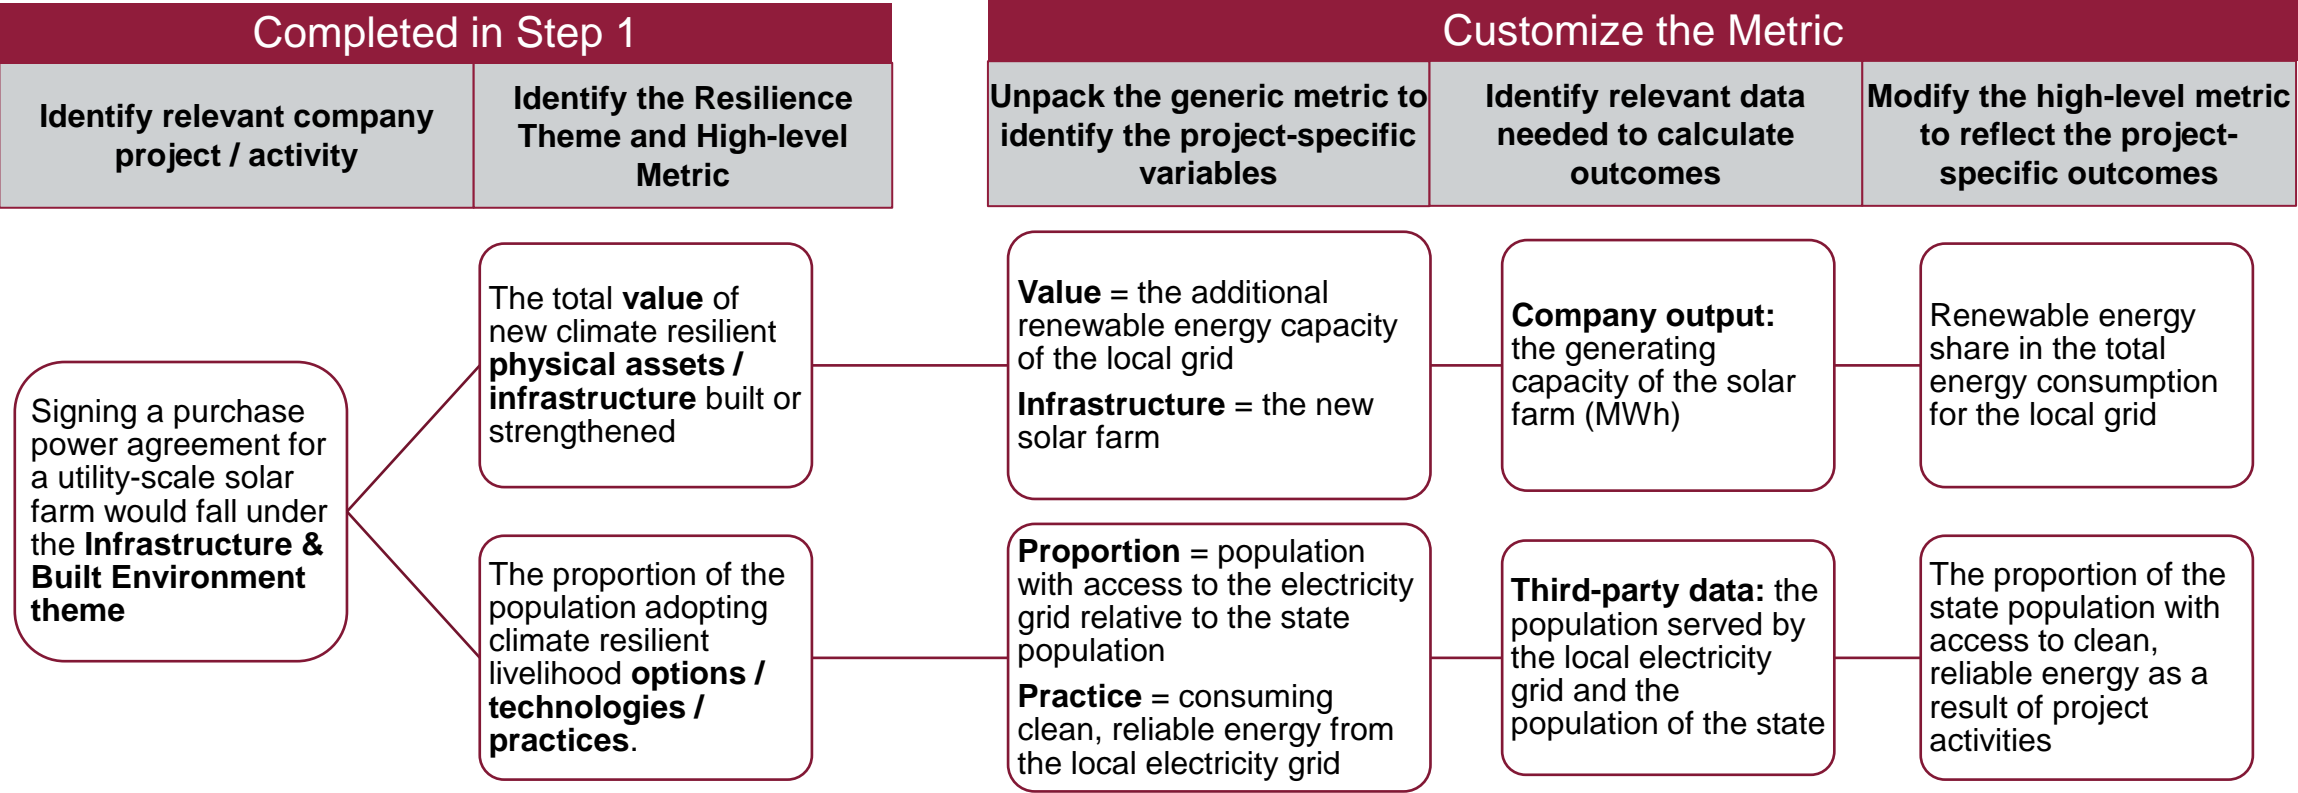 Completed in Step 1
Customize the Metric
Identify relevant company
project / activity
Identify the Resilience
Theme and High-level
Metric
Unpack the generic metric to
identify the project-specific
variables
Identify relevant data
needed to calculate
outcomes
Modify the high-level metric
to reflect the project-
specific outcomes
Signing a purchase
power agreement for
a utility-scale solar
farm would fall under
the Infrastructure &
Built Environment
theme
The total value of
new climate resilient
physical assets /
infrastructure built or
strengthened
Value = the additional
renewable energy capacity
of the local grid
Infrastructure = the new
solar farm
Company output:
the generating
capacity of the solar
farm (MWh)
Renewable energy
share in the total
energy consumption
for the local grid
The proportion of the
population adopting
climate resilient
livelihood options /
technologies /
practices.
Proportion = population
with access to the electricity
grid relative to the state
population
Practice = consuming
clean, reliable energy from
the local electricity grid
Third-party data: the
population served by
the local electricity
grid and the
population of the state
The proportion of the
state population with
access to clean,
reliable energy as a
result of project
activities